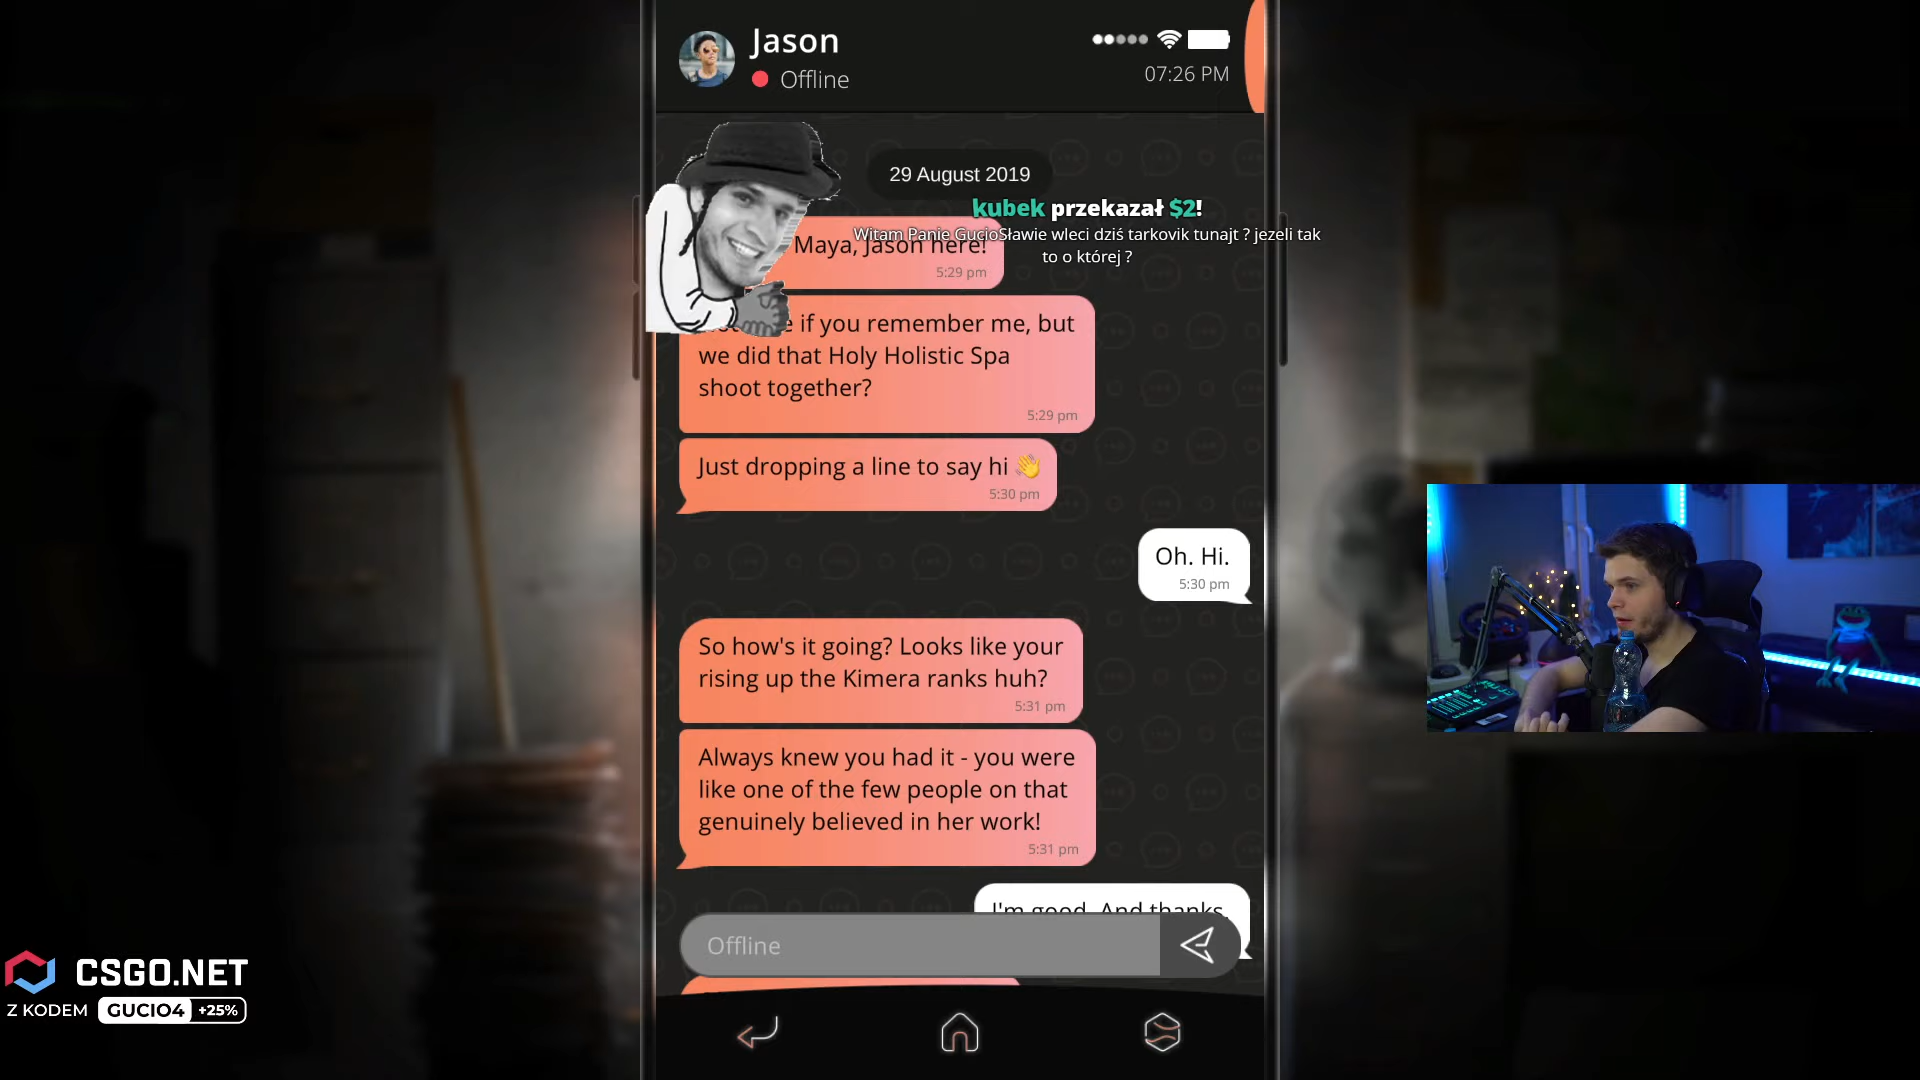 Jason
Offline
07:26 PM
29 August 2019
kubek przekazał $2!
Witam Panie GucioSławie wleci dziś tarkovik tunajt ? jezeli tak
to o której ?
Maya, Jason here!
5:29 pm
if you remember me, but
we did that Holy Holistic Spa
shoot together?
5:29 pm
Just dropping a line to say hi 👋
5:30 pm
Oh. Hi.
5:30 pm
So how's it going? Looks like your
rising up the Kimera ranks huh?
5:31 pm
Always knew you had it - you were
like one of the few people on that
genuinely believed in her work!
5:31 pm
I'm good. And thanks.
Offline
CSGO.NET
Z KODEM GUCIO4 +25%